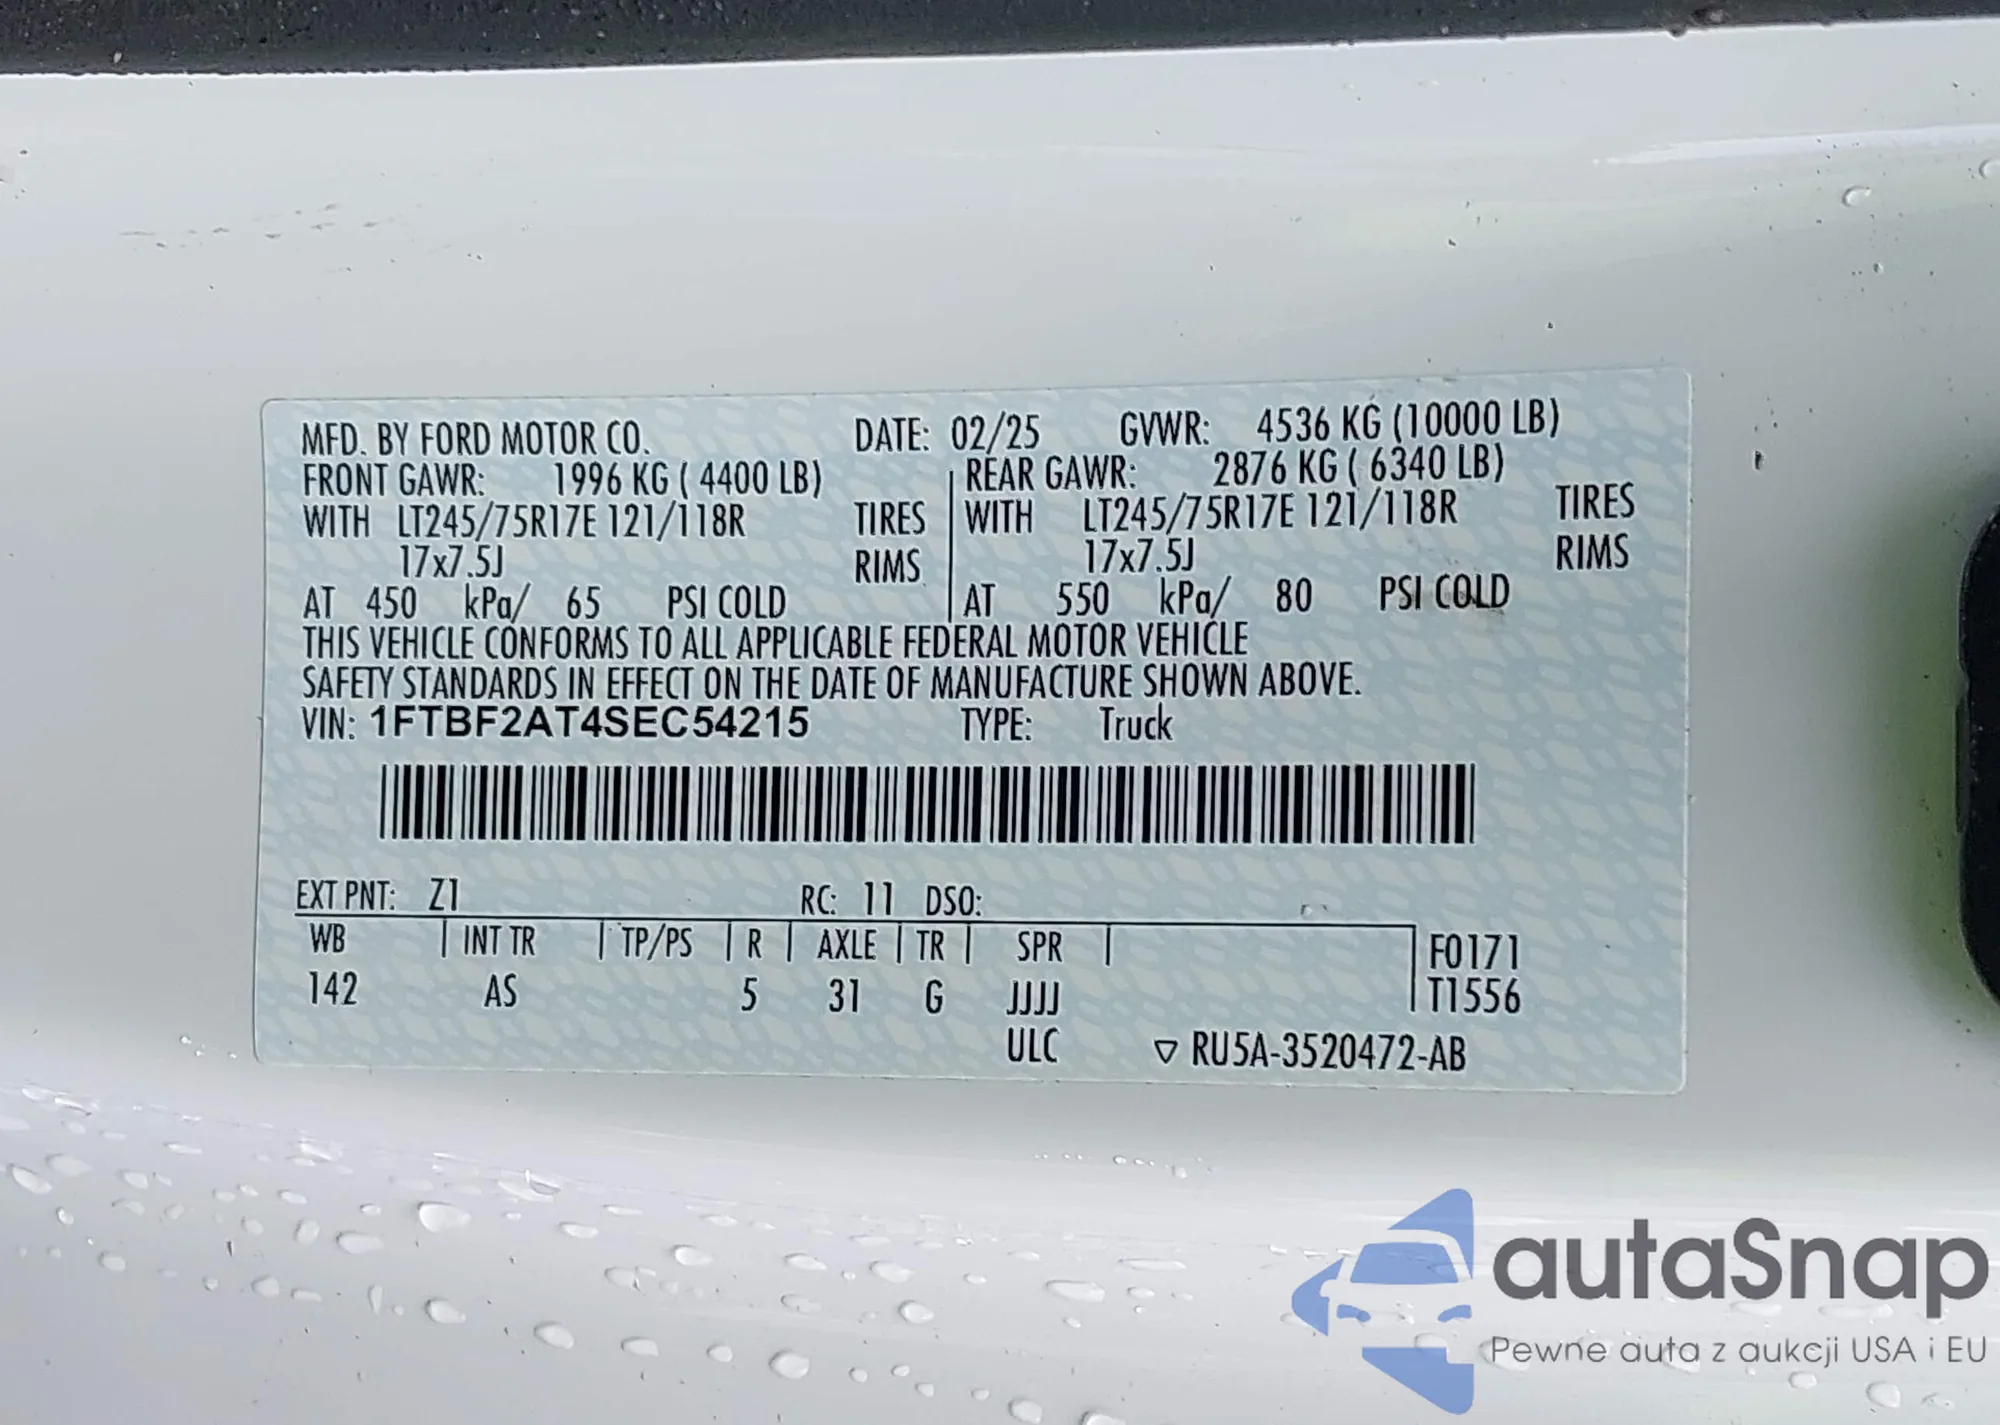 MFD. BY FORD MOTOR CO. DATE: 02/25 GVWR: 4536 KG (10000 LB)
FRONT GAWR: 1996 KG ( 4400 LB) REAR GAWR: 2876 KG ( 6340 LB)
WITH LT245/75R17E 121/118R TIRES WITH LT245/75R17E 121/118R TIRES
17x7.5J RIMS 17x7.5J RIMS
AT 450 kPa/ 65 PSI COLD AT 550 kPa/ 80 PSI COLD
THIS VEHICLE CONFORMS TO ALL APPLICABLE FEDERAL MOTOR VEHICLE
SAFETY STANDARDS IN EFFECT ON THE DATE OF MANUFACTURE SHOWN ABOVE.
VIN: 1FTBF2AT4SEC54215 TYPE: Truck
EXT PNT: Z1 RC: 11 DSO:
WB INT TR TP/PS R AXLE TR SPR F0171
142 AS 5 31 G JJJJ T1556
ULC ▽ RU5A-3520472-AB
autaSnap
Pewne auta z aukcji USA i EU